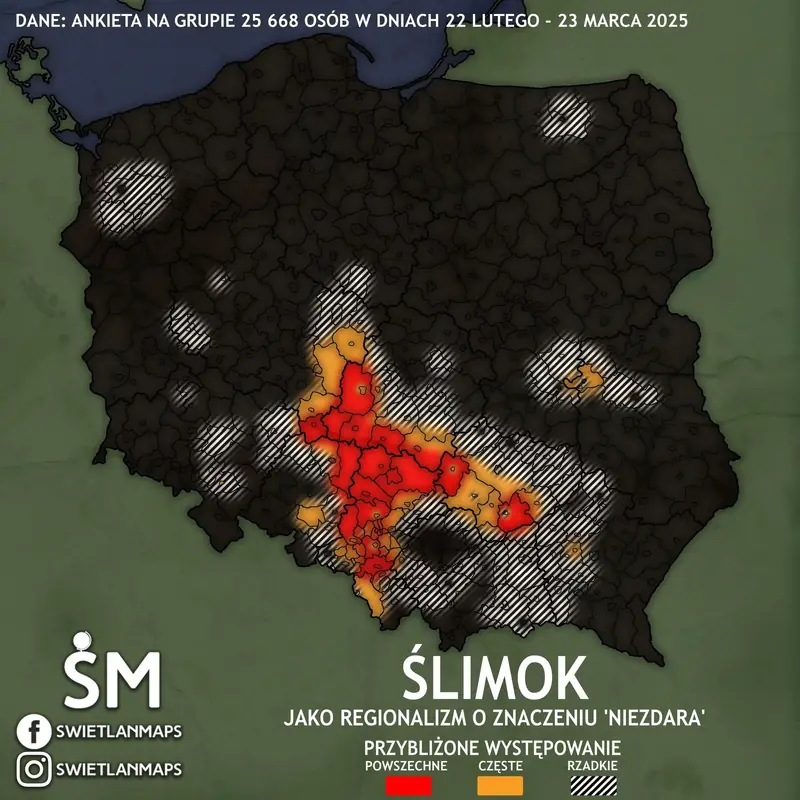 DANE: ANKIETA NA GRUPIE 25 668 OSÓB W DNIACH 22 LUTEGO - 23 MARCA 2025
ŚM
SWIETLANMAPS
SWIETLANMAPS
ŚLIMOK
JAKO REGIONALIZM O ZNACZENIU 'NIEZDARA'
PRZYBLIŻONE WYSTĘPOWANIE
POWSZECHNE CZĘSTE RZADKIE